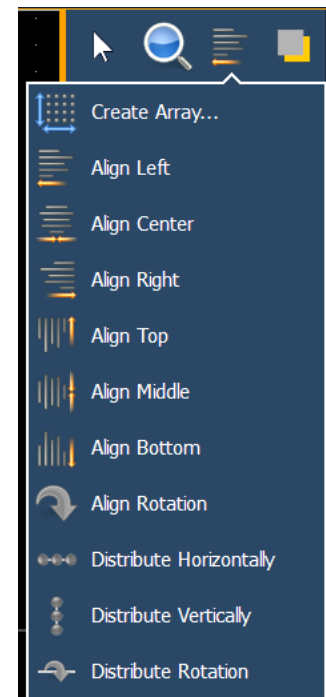 Create Array...
Align Left
Align Center
Align Right
Align Top
Align Middle
Align Bottom
Align Rotation
Distribute Horizontally
Distribute Vertically
Distribute Rotation